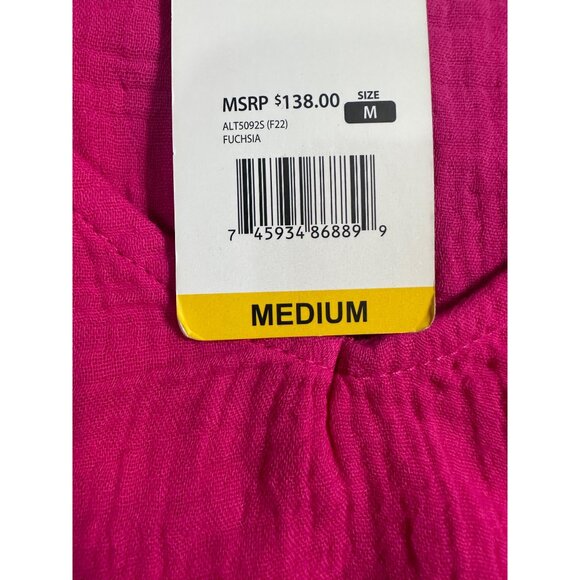 MSRP $138.00
SIZE
M
ALT5092S (F22)
FUCHSIA
7 45934 86889 9
MEDIUM